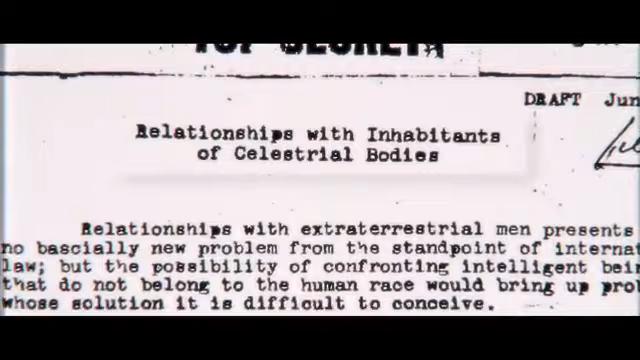 TOP SECRET
DRAFT Jun
Relationships with Inhabitants
of Celestrial Bodies
Relationships with extraterrestrial men presents
no bascially new problem from the standpoint of internat
law; but the possibility of confronting intelligent bein
that do not belong to the human race would bring up pro
whose solution it is difficult to conceive.